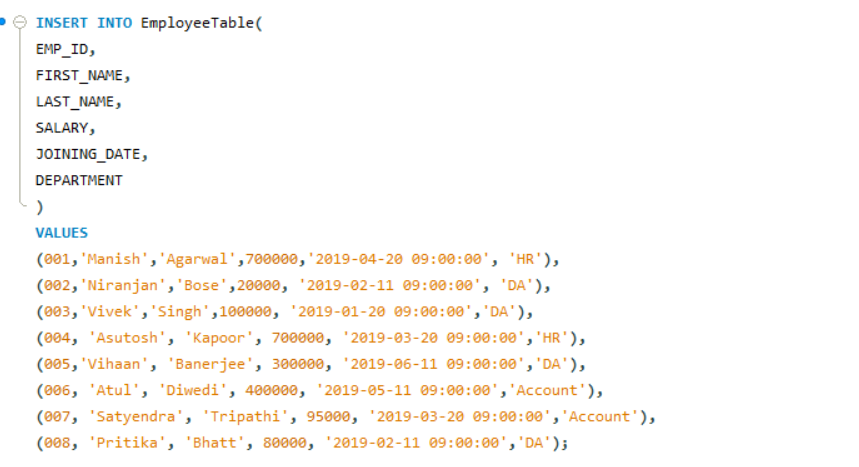 INSERT INTO EmployeeTable(
EMP_ID,
FIRST_NAME,
LAST_NAME,
SALARY,
JOINING_DATE,
DEPARTMENT
)
VALUES
(001,'Manish','Agarwal',700000,'2019-04-20 09:00:00', 'HR'),
(002,'Niranjan','Bose',20000, '2019-02-11 09:00:00', 'DA'),
(003,'Vivek','Singh',100000, '2019-01-20 09:00:00','DA'),
(004, 'Asutosh', 'Kapoor', 700000, '2019-03-20 09:00:00','HR'),
(005,'Vihaan', 'Banerjee', 300000, '2019-06-11 09:00:00','DA'),
(006, 'Atul', 'Diwedi', 400000, '2019-05-11 09:00:00','Account'),
(007, 'Satyendra', 'Tripathi', 95000, '2019-03-20 09:00:00','Account'),
(008, 'Pritika', 'Bhatt', 80000, '2019-02-11 09:00:00','DA');